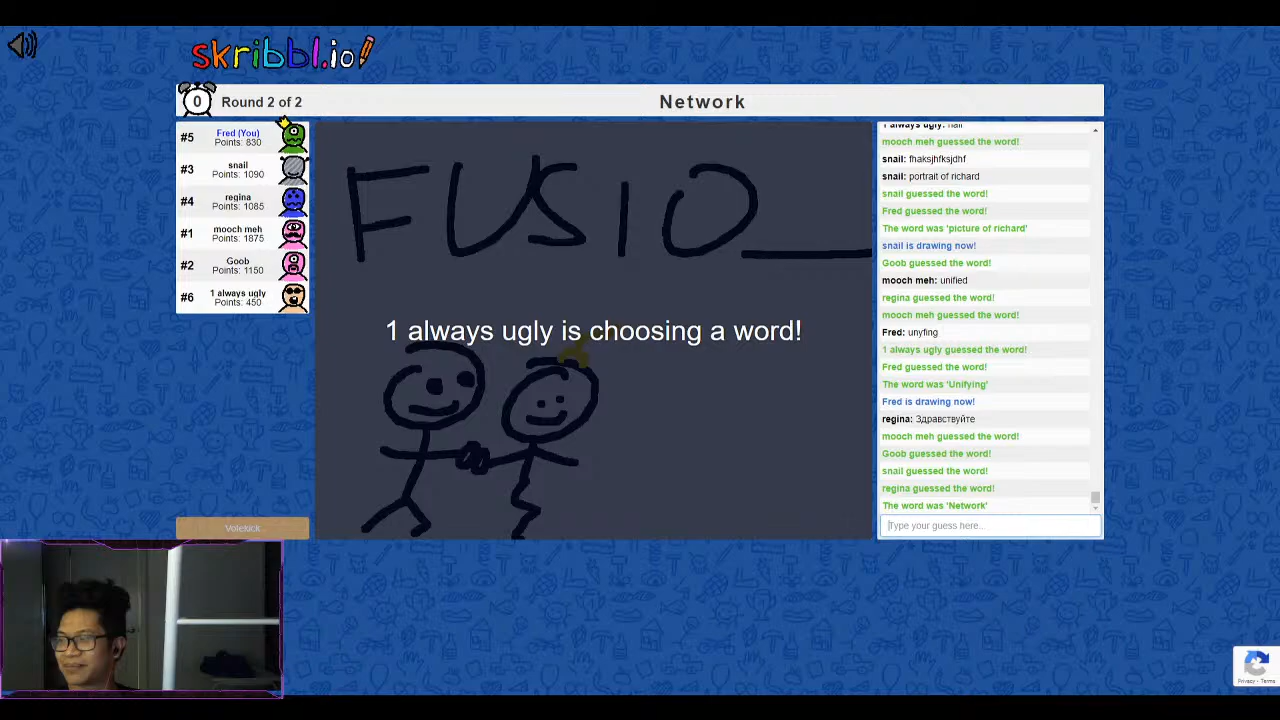 skribbl.io
0
Round 2 of 2
Network
#5
Fred (You)
Points: 830
#3
snail
Points: 1090
#4
regina
Points: 1085
#1
mooch meh
Points: 1875
#2
Goob
Points: 1150
#6
1 always ugly
Points: 450
Votekick
FUSIO__
1 always ugly is choosing a word!
mooch meh guessed the word!
snail: fhaksjhfksjdhf
snail: portrait of richard
snail guessed the word!
Fred guessed the word!
The word was 'picture of richard'
snail is drawing now!
Goob guessed the word!
mooch meh: unified
regina guessed the word!
mooch meh guessed the word!
Fred: unyfing
1 always ugly guessed the word!
Fred guessed the word!
The word was 'Unifying'
Fred is drawing now!
regina: Здравствуйте
mooch meh guessed the word!
Goob guessed the word!
snail guessed the word!
regina guessed the word!
The word was 'Network'
Type your guess here...
Privacy - Terms